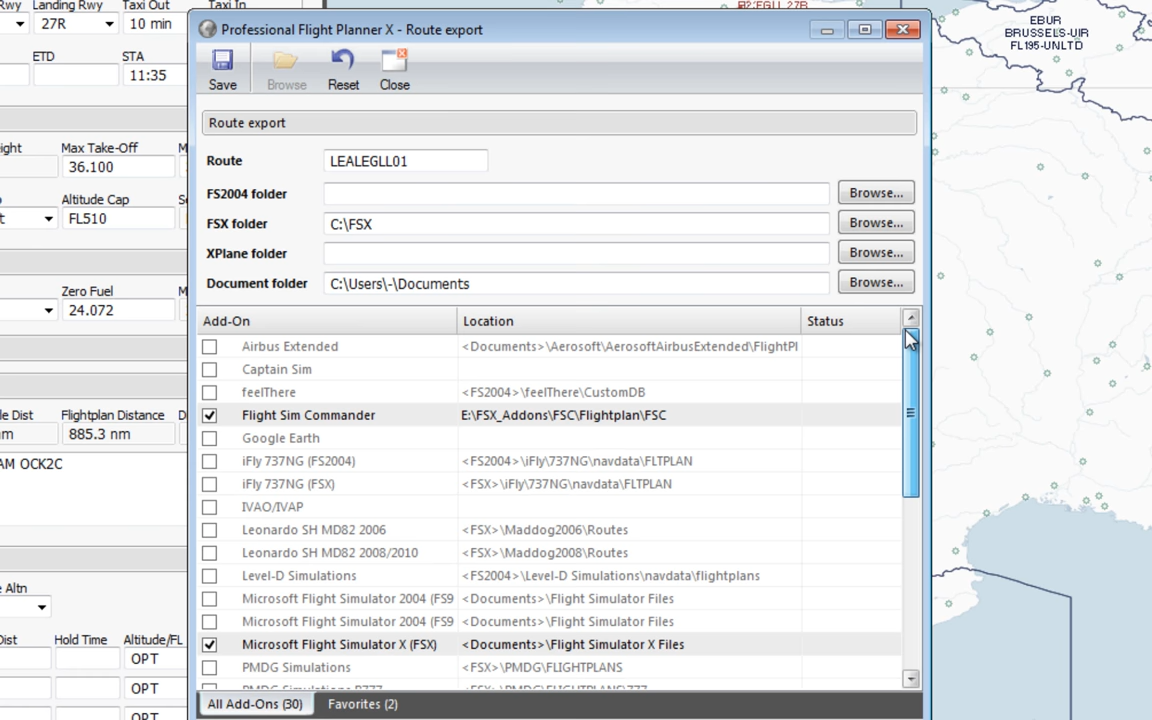 Rwy Landing Rwy Taxi Out Taxi In
27R 10 min
ETD STA
11:35
Max Take-Off
36.100
Altitude Cap
FL510
Zero Fuel
24.072
Flightplan Distance
885.3 nm
AM OCK2C
Altn
Dist Hold Time Altitude/FL
OPT
OPT
OPT
Professional Flight Planner X - Route export
Save Browse Reset Close
Route export
Route LEALEGLL01
FS2004 folder Browse...
FSX folder C:\FSX Browse...
XPlane folder Browse...
Document folder C:\Users\-\Documents Browse...
Add-On Location Status
Airbus Extended <Documents>\Aerosoft\AerosoftAirbusExtended\FlightPl
Captain Sim
feelThere <FS2004>\feelThere\CustomDB
Flight Sim Commander E:\FSX_Addons\FSC\Flightplan\FSC
Google Earth
iFly 737NG (FS2004) <FS2004>\iFly\737NG\navdata\FLTPLAN
iFly 737NG (FSX) <FSX>\iFly\737NG\navdata\FLTPLAN
IVAO/IVAP
Leonardo SH MD82 2006 <FSX>\Maddog2006\Routes
Leonardo SH MD82 2008/2010 <FSX>\Maddog2008\Routes
Level-D Simulations <FS2004>\Level-D Simulations\navdata\flightplans
Microsoft Flight Simulator 2004 (FS9 <Documents>\Flight Simulator Files
Microsoft Flight Simulator 2004 (FS9 <Documents>\Flight Simulator Files
Microsoft Flight Simulator X (FSX) <Documents>\Flight Simulator X Files
PMDG Simulations <FSX>\PMDG\FLIGHTPLANS
PMDG Simulations B777 <FSX>\PMDG\FLIGHTPLANS\777
All Add-Ons (30) Favorites (2)
EBUR
BRUSSELS-UIR
FL195-UNLTD